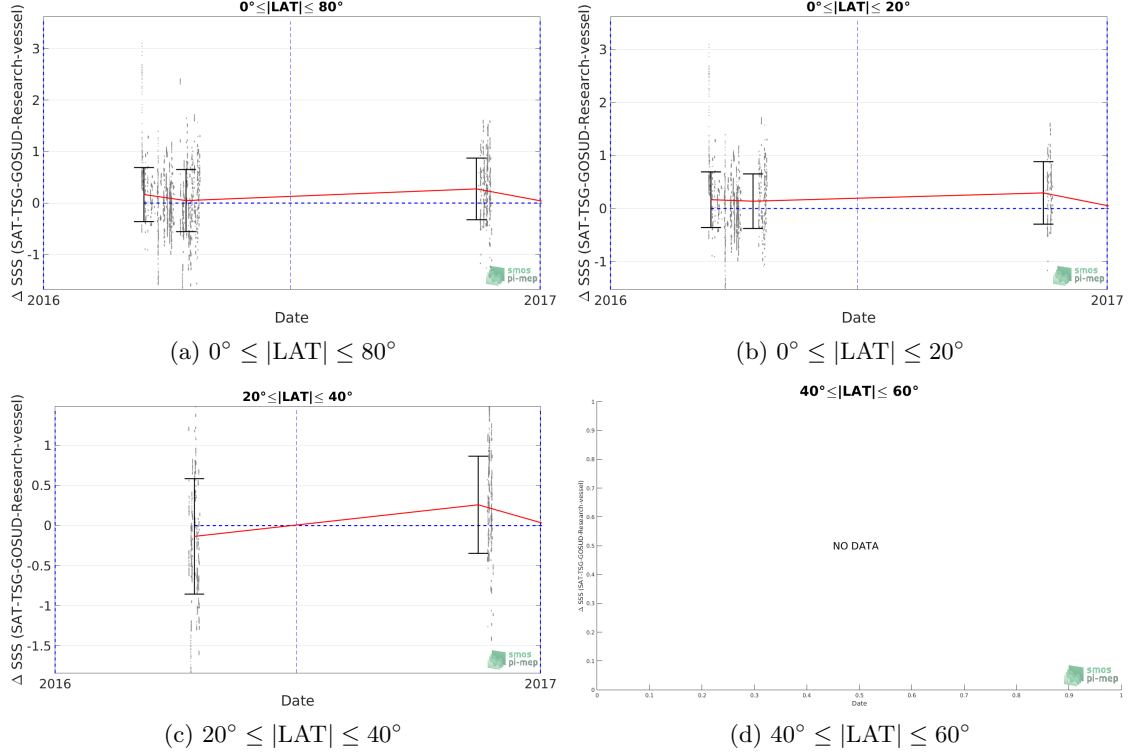 0°≤|LAT|≤ 80°
Δ SSS (SAT-TSG-GOSUD-Research-vessel)
3
2
1
0
-1
2016
2017
Date
smos
pi-mep
(a) 0° ≤ |LAT| ≤ 80°
0°≤|LAT|≤ 20°
Δ SSS (SAT-TSG-GOSUD-Research-vessel)
3
2
1
0
-1
2016
2017
Date
smos
pi-mep
(b) 0° ≤ |LAT| ≤ 20°
20°≤|LAT|≤ 40°
Δ SSS (SAT-TSG-GOSUD-Research-vessel)
1
0.5
0
-0.5
-1
-1.5
2016
2017
Date
smos
pi-mep
(c) 20° ≤ |LAT| ≤ 40°
40°≤|LAT|≤ 60°
Δ SSS (SAT-TSG-GOSUD-Research-vessel)
1
0.9
0.8
0.7
0.6
0.5
0.4
0.3
0.2
0.1
0
NO DATA
0 0.1 0.2 0.3 0.4 0.5 0.6 0.7 0.8 0.9 1
Date
smos
pi-mep
(d) 40° ≤ |LAT| ≤ 60°